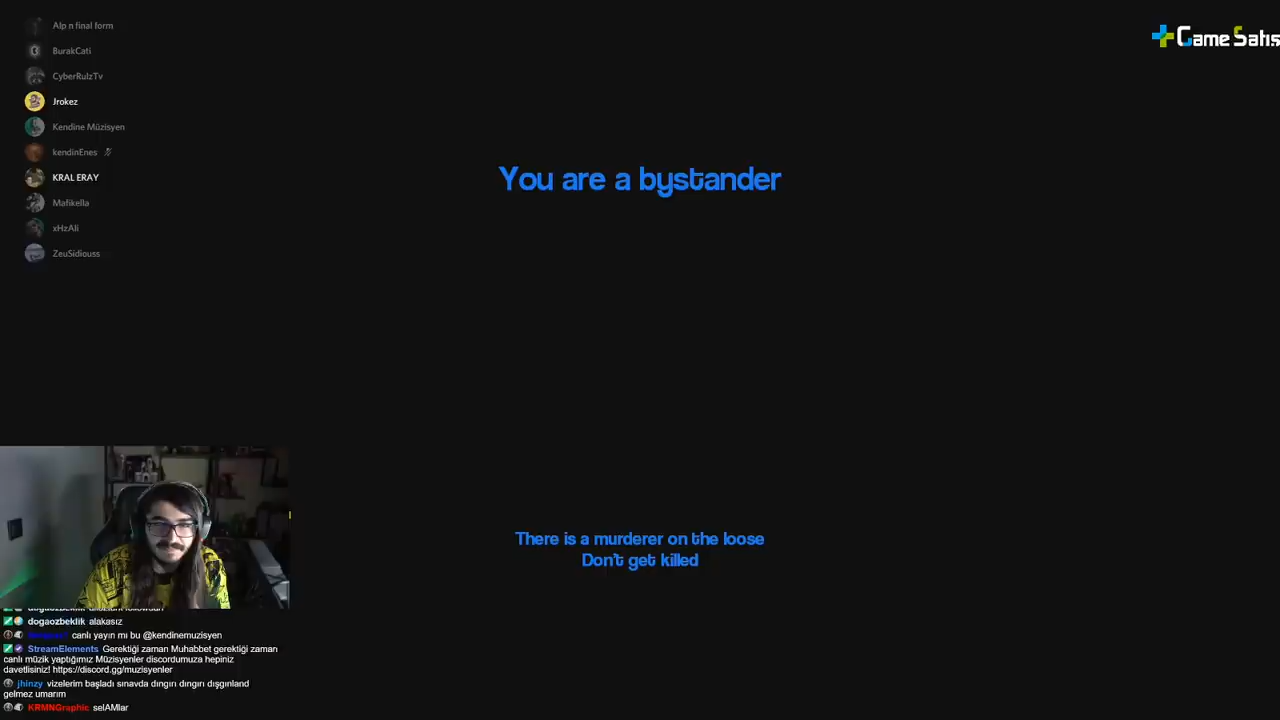 Alp n final form
BurakCati
CyberRulzTv
Jrokez
Kendine Müzisyen
kendinEnes
KRAL ERAY
Mafikella
xHzAli
ZeuSidiouss
Game Satış
You are a bystander
There is a murderer on the loose
Don't get killed
dogaozbeklik alakasız
canlı yayın mı bu @kendinemuzisyen
StreamElements Gerektiği zaman Muhabbet gerektiği zaman
canlı müzik yaptığımız Müzisyenler discordumuza hepiniz
davetlisiniz! https://discord.gg/muzisyenler
jhinzy vizelerim başladı sınavda dıngırı dıngırı dışgınland
gelmez umarım
KRMNGraphic selAMlar